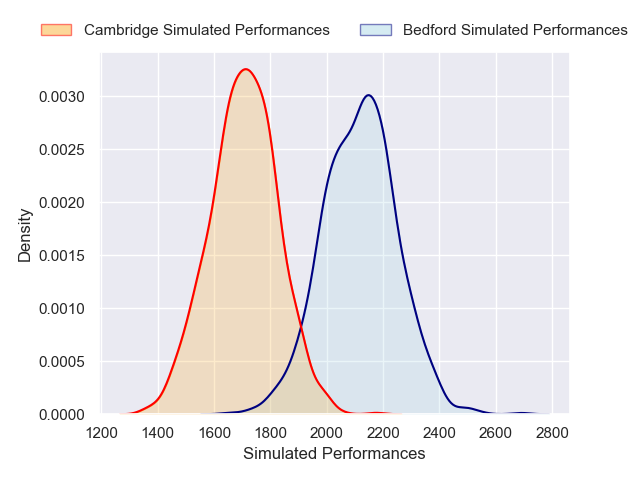 Cambridge Simulated Performances Bedford Simulated Performances
0.0030
0.0025
0.0020
0.0015
0.0010
0.0005
0.0000
Density
1200 1400 1600 1800 2000 2200 2400 2600 2800
Simulated Performances